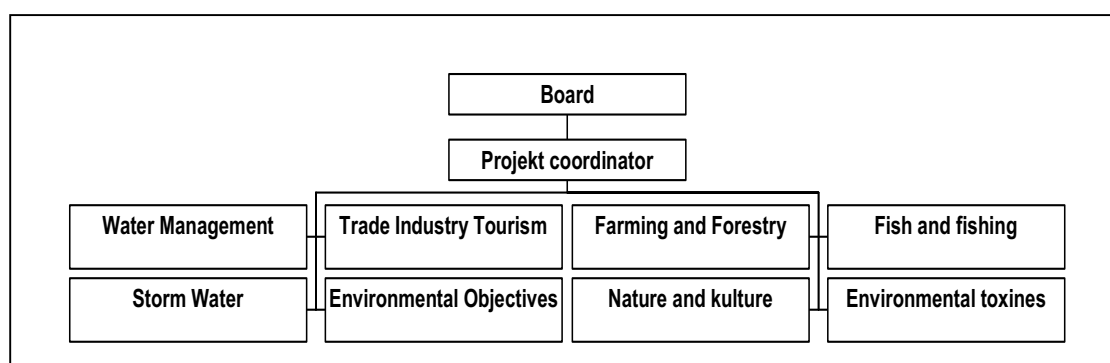 Board
Projekt coordinator
Water Management
Trade Industry Tourism
Farming and Forestry
Fish and fishing
Storm Water
Environmental Objectives
Nature and kulture
Environmental toxines